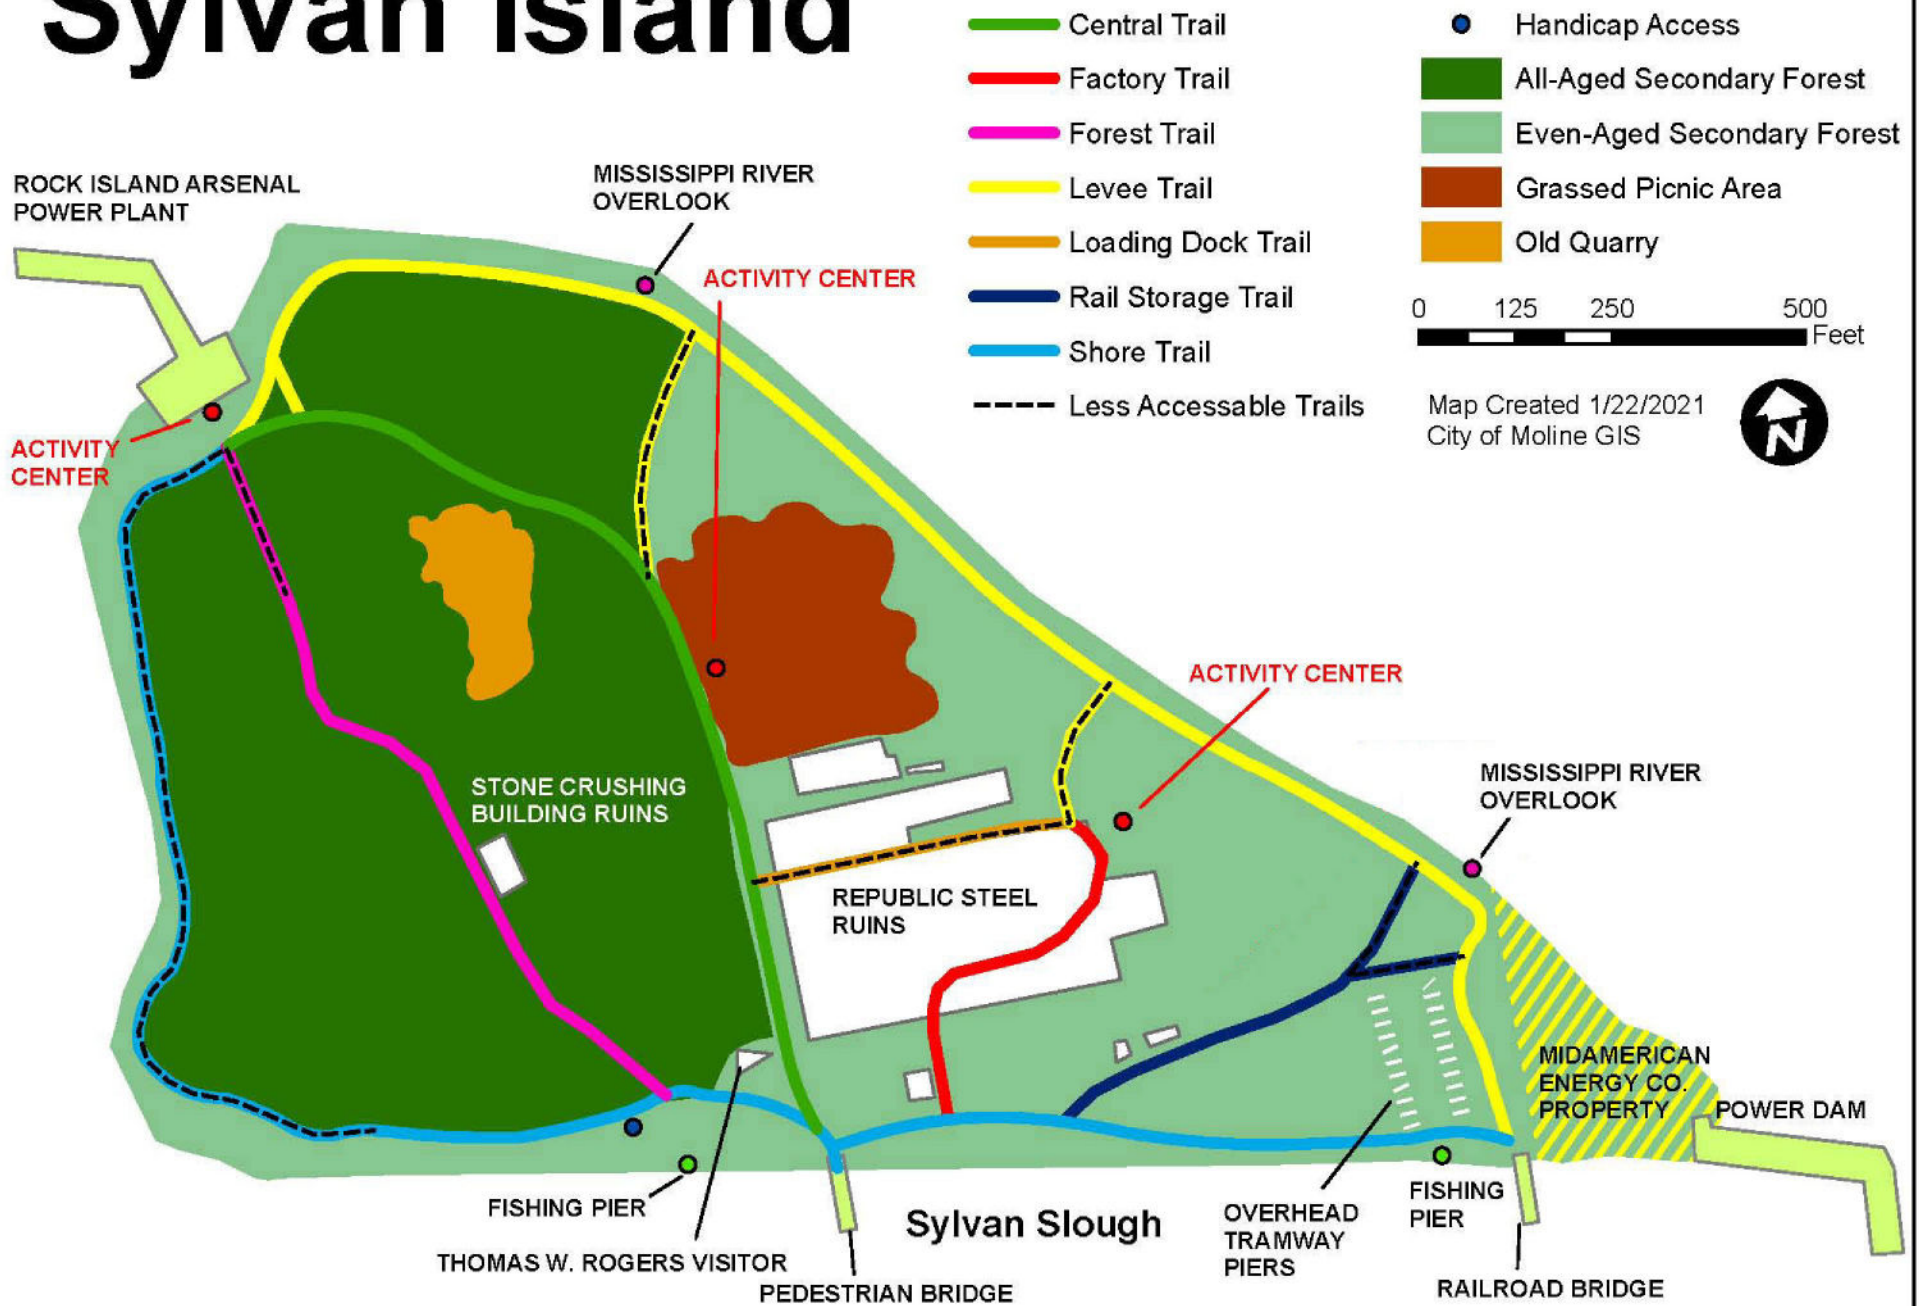 Sylvan Island
Central Trail
Factory Trail
Forest Trail
Levee Trail
Loading Dock Trail
Rail Storage Trail
Shore Trail
Less Accessable Trails
Handicap Access
All-Aged Secondary Forest
Even-Aged Secondary Forest
Grassed Picnic Area
Old Quarry
0 125 250 500
Feet
Map Created 1/22/2021
City of Moline GIS
N
ROCK ISLAND ARSENAL
POWER PLANT
MISSISSIPPI RIVER
OVERLOOK
ACTIVITY CENTER
ACTIVITY
CENTER
ACTIVITY CENTER
STONE CRUSHING
BUILDING RUINS
MISSISSIPPI RIVER
OVERLOOK
REPUBLIC STEEL
RUINS
MIDAMERICAN
ENERGY CO.
PROPERTY
POWER DAM
FISHING PIER
THOMAS W. ROGERS VISITOR
PEDESTRIAN BRIDGE
Sylvan Slough
OVERHEAD
TRAMWAY
PIERS
FISHING
PIER
RAILROAD BRIDGE